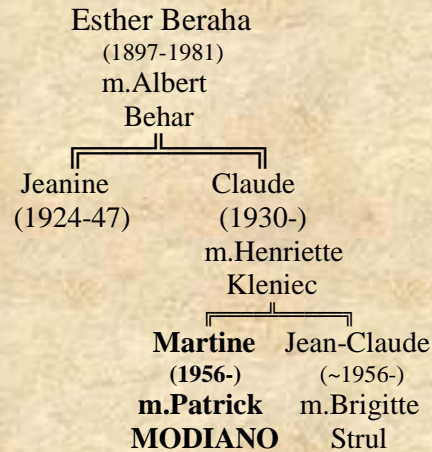 Esther Beraha
(1897-1981)
m.Albert
Behar
Jeanine Claude
(1924-47) (1930-)
m.Henriette
Kleniec
Martine Jean-Claude
(1956-) (~1956-)
m.Patrick m.Brigitte
MODIANO Strul